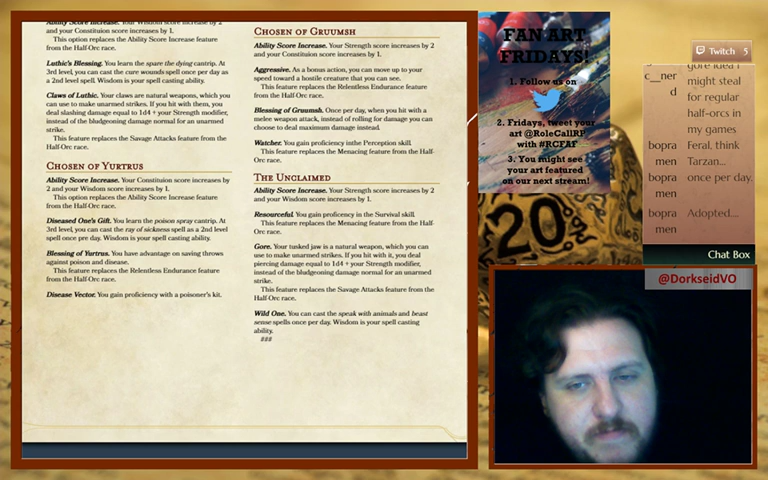 Ability Score Increase. Your Wisdom score increases by 2
and your Constituion score increases by 1.
This option replaces the Ability Score Increase feature
from the Half-Orc race.
Luthic's Blessing. You learn the spare the dying cantrip. At
3rd level, you can cast the cure wounds spell once per day as
a 2nd level spell. Wisdom is your spell casting ability.
Claws of Luthic. Your claws are natural weapons, which you
can use to make unarmed strikes. If you hit with them, you
deal slashing damage equal to 1d4 + your Strength modifier,
instead of the bludgeoning damage normal for an unarmed
strike.
This feature replaces the Savage Attacks feature from the
Half-Orc race.
Chosen of Yurtrus
Ability Score Increase. Your Constituion score increases by
2 and your Wisdom score increases by 1.
This option replaces the Ability Score Increase feature
from the Half-Orc race.
Diseased One's Gift. You learn the poison spray cantrip. At
3rd level, you can cast the ray of sickness spell as a 2nd level
spell once per day. Wisdom is your spell casting ability.
Blessing of Yurtrus. You have advantage on saving throws
against poison and disease.
This feature replaces the Relentless Endurance feature
from the Half-Orc race.
Disease Vector. You gain proficiency with a poisoner's kit.
Chosen of Gruumsh
Ability Score Increase. Your Strength score increases by 2
and your Constituion score increases by 1.
Aggressive. As a bonus action, you can move up to your
speed toward a hostile creature that you can see.
This feature replaces the Relentless Endurance feature
from the Half-Orc race.
Blessing of Gruumsh. Once per day, when you hit with a
melee weapon attack, instead of rolling for damage you can
choose to deal maximum damage instead.
Watcher. You gain proficiency inthe Perception skill.
This feature replaces the Menacing feature from the Half-
Orc race.
The Unclaimed
Ability Score Increase. Your Strength score increases by 2
and your Wisdom score increases by 1.
Resourceful. You gain proficiency in the Survival skill.
This feature replaces the Menacing feature from the Half-
Orc race.
Gore. Your tusked jaw is a natural weapon, which you can
use to make unarmed strikes. If you hit with it, you deal
piercing damage equal to 1d4 + your Strength modifier,
instead of the bludgeoning damage normal for an unarmed
strike.
This feature replaces the Savage Attacks feature from the
Half-Orc race.
Wild One. You can cast the speak with animals and beast
sense spells once per day. Wisdom is your spell casting
ability.
###
FAN ART
FRIDAYS!
1. Follow us on
2. Fridays, tweet your
art @RoleCallRP
with #RCFAF
3. You might see
your art featured
on our next stream!
20
Twitch 5
gore idea I
c__ner might steal
d for regular
half-orcs in
my games
bopra Feral. think
men Tarzan...
bopra once per day.
men
bopra Adopted...
men
Chat Box
@DorkseidVO